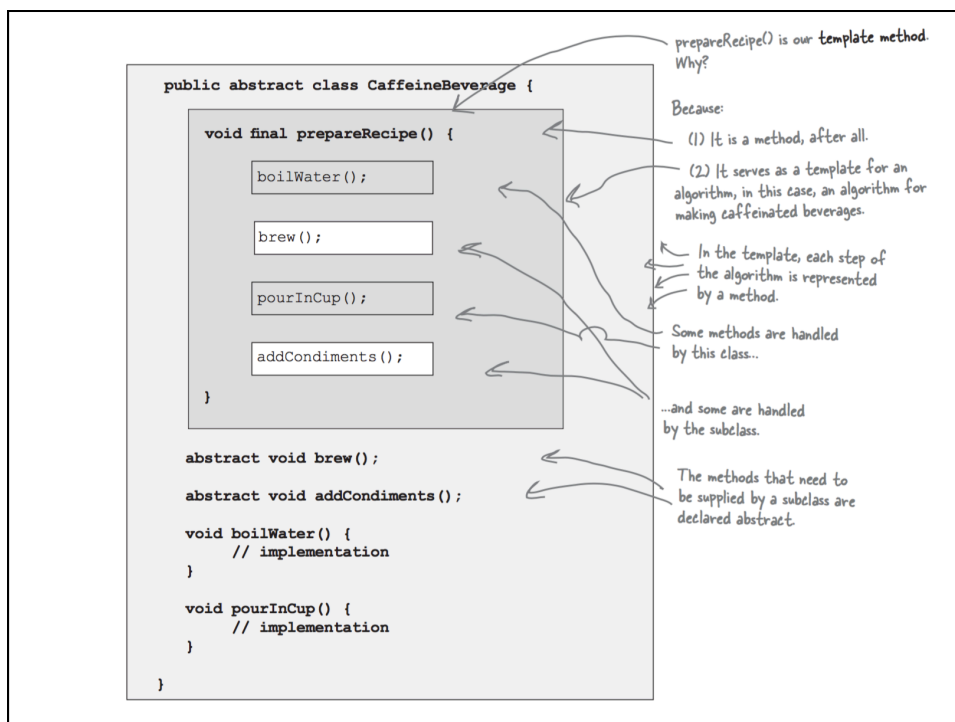 prepareRecipe() is our template method.
Why?
public abstract class CaffeineBeverage {
Because:
void final prepareRecipe() {
(1) It is a method, after all.
boilWater();
(2) It serves as a template for an
algorithm, in this case, an algorithm for
making caffeinated beverages.
brew();
In the template, each step of
the algorithm is represented
by a method.
pourInCup();
Some methods are handled
by this class...
addCondiments();
}
...and some are handled
by the subclass.
abstract void brew();
abstract void addCondiments();
The methods that need to
be supplied by a subclass are
declared abstract.
void boilWater() {
// implementation
}
void pourInCup() {
// implementation
}
}